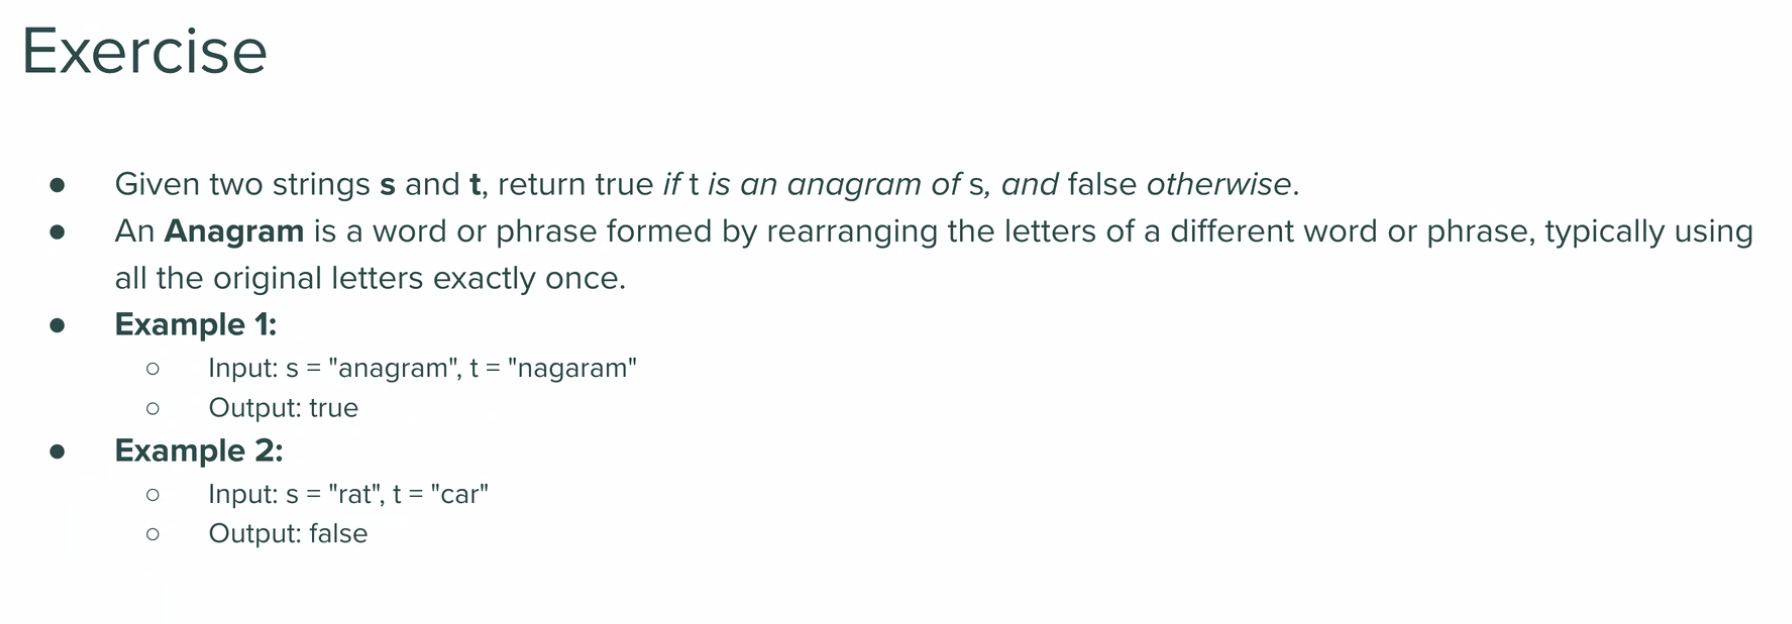 Exercise
● Given two strings s and t, return true if t is an anagram of s, and false otherwise.
● An Anagram is a word or phrase formed by rearranging the letters of a different word or phrase, typically using
all the original letters exactly once.
● Example 1:
○ Input: s = "anagram", t = "nagaram"
○ Output: true
● Example 2:
○ Input: s = "rat", t = "car"
○ Output: false